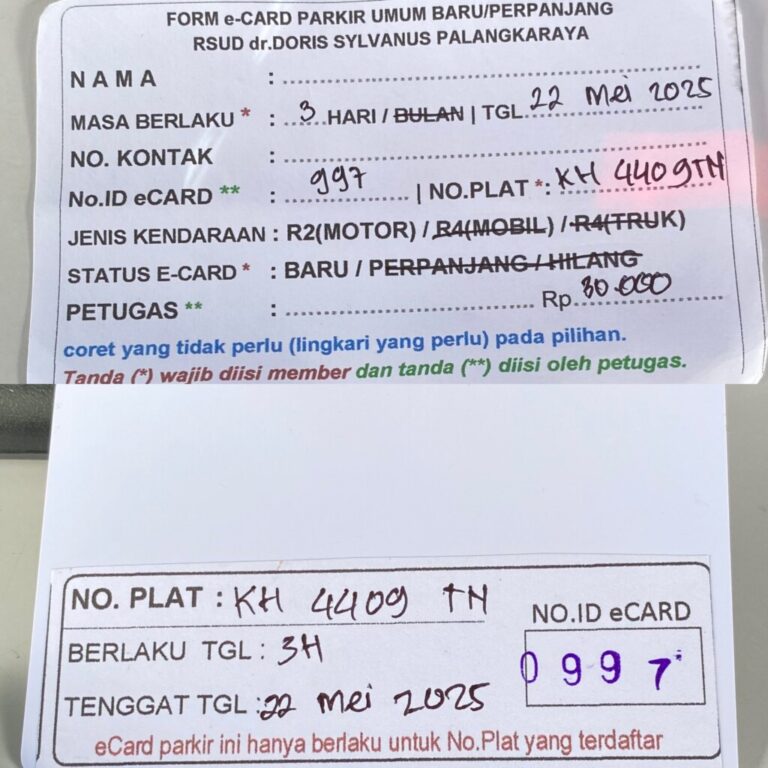 FORM e-CARD PARKIR UMUM BARU/PERPANJANG
RSUD dr.DORIS SYLVANUS PALANGKARAYA
NAMA :
MASA BERLAKU * : 3 HARI / BULAN | TGL 22 Mei 2025
NO. KONTAK :
No.ID eCARD ** : 997 | NO.PLAT *: KH 4409TN
JENIS KENDARAAN : R2(MOTOR) / R4(MOBIL) / R4(TRUK)
STATUS E-CARD * : BARU / PERPANJANG / HILANG
PETUGAS ** : Rp 30.000
coret yang tidak perlu (lingkari yang perlu) pada pilihan.
Tanda (*) wajib diisi member dan tanda (**) diisi oleh petugas.
NO. PLAT : KH 4409 TN
BERLAKU TGL : 3H
TENGGAT TGL : 22 Mei 2025
NO.ID eCARD
0997
eCard parkir ini hanya berlaku untuk No.Plat yang terdaftar